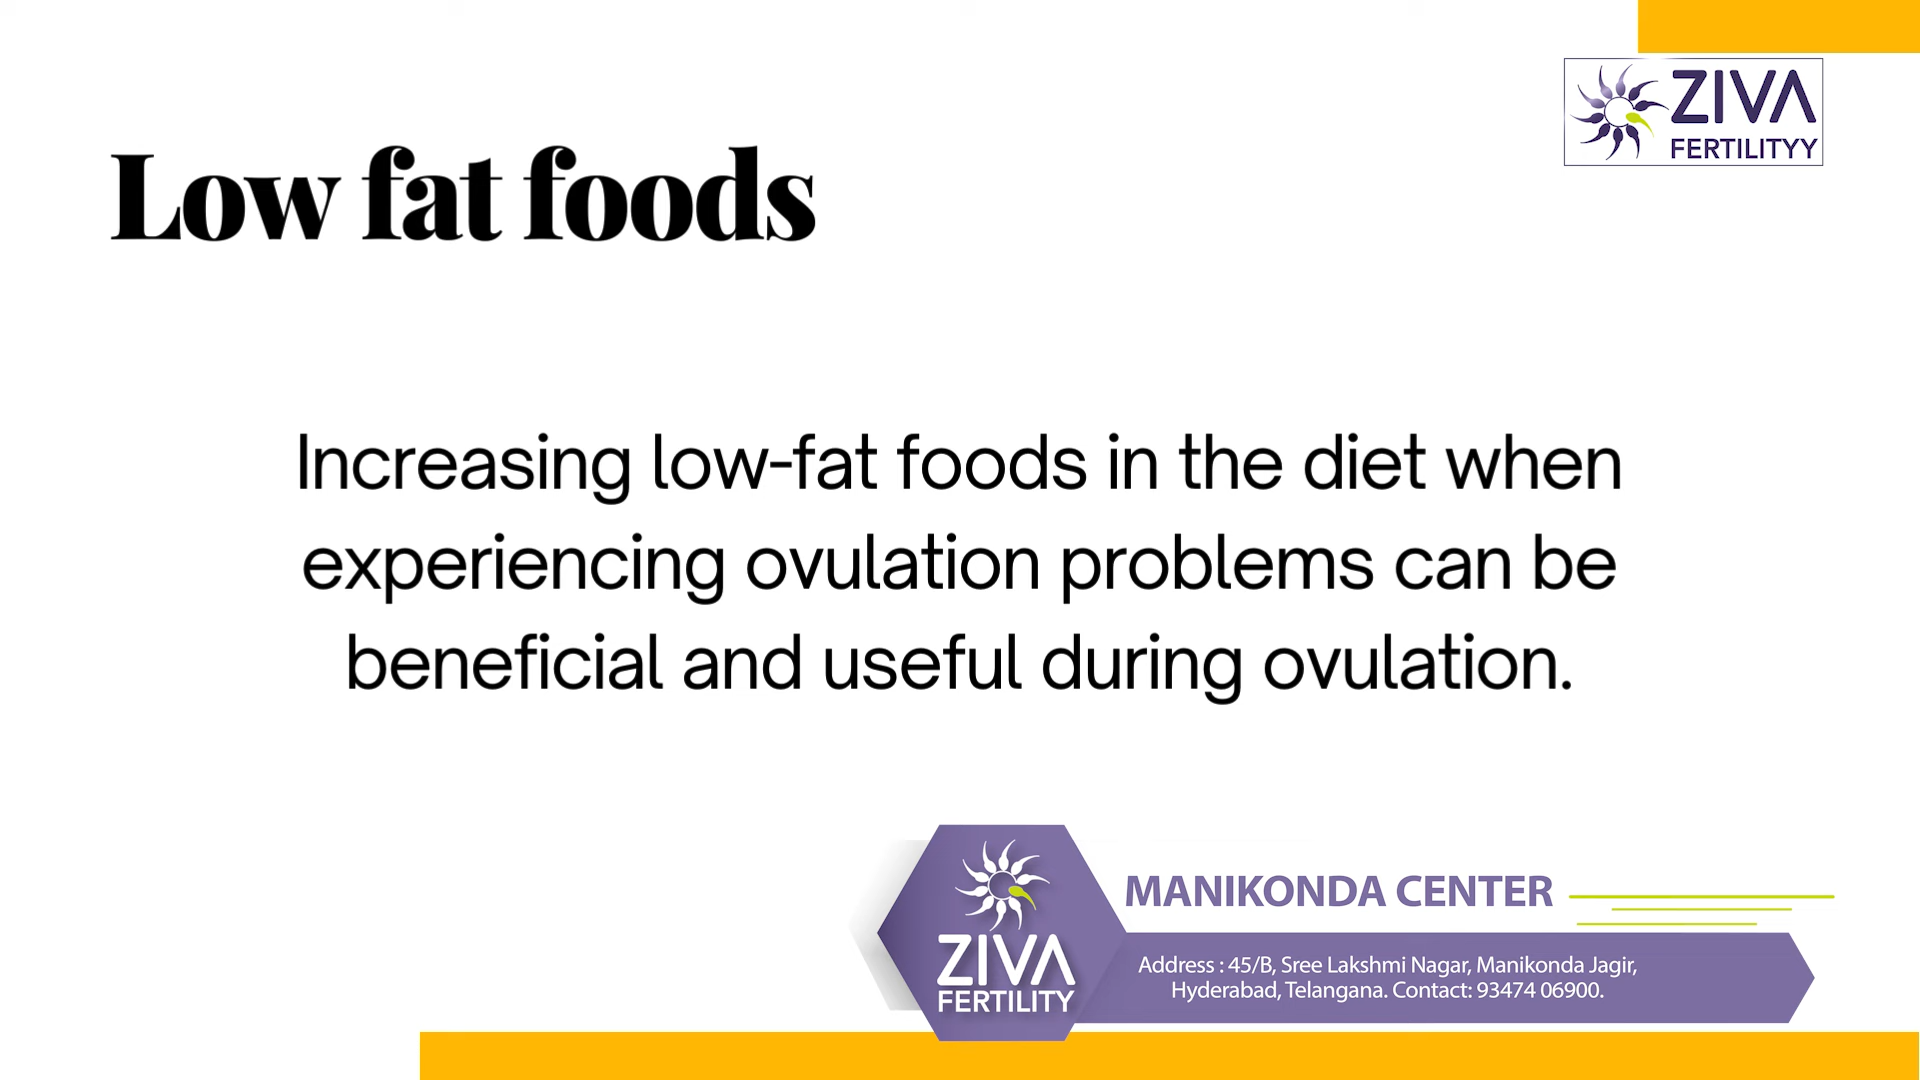 ZIVA
FERTILITYY
Low fat foods
Increasing low-fat foods in the diet when
experiencing ovulation problems can be
beneficial and useful during ovulation.
ZIVA
FERTILITY
MANIKONDA CENTER
Address : 45/B, Sree Lakshmi Nagar, Manikonda Jagir,
Hyderabad, Telangana. Contact: 93474 06900.